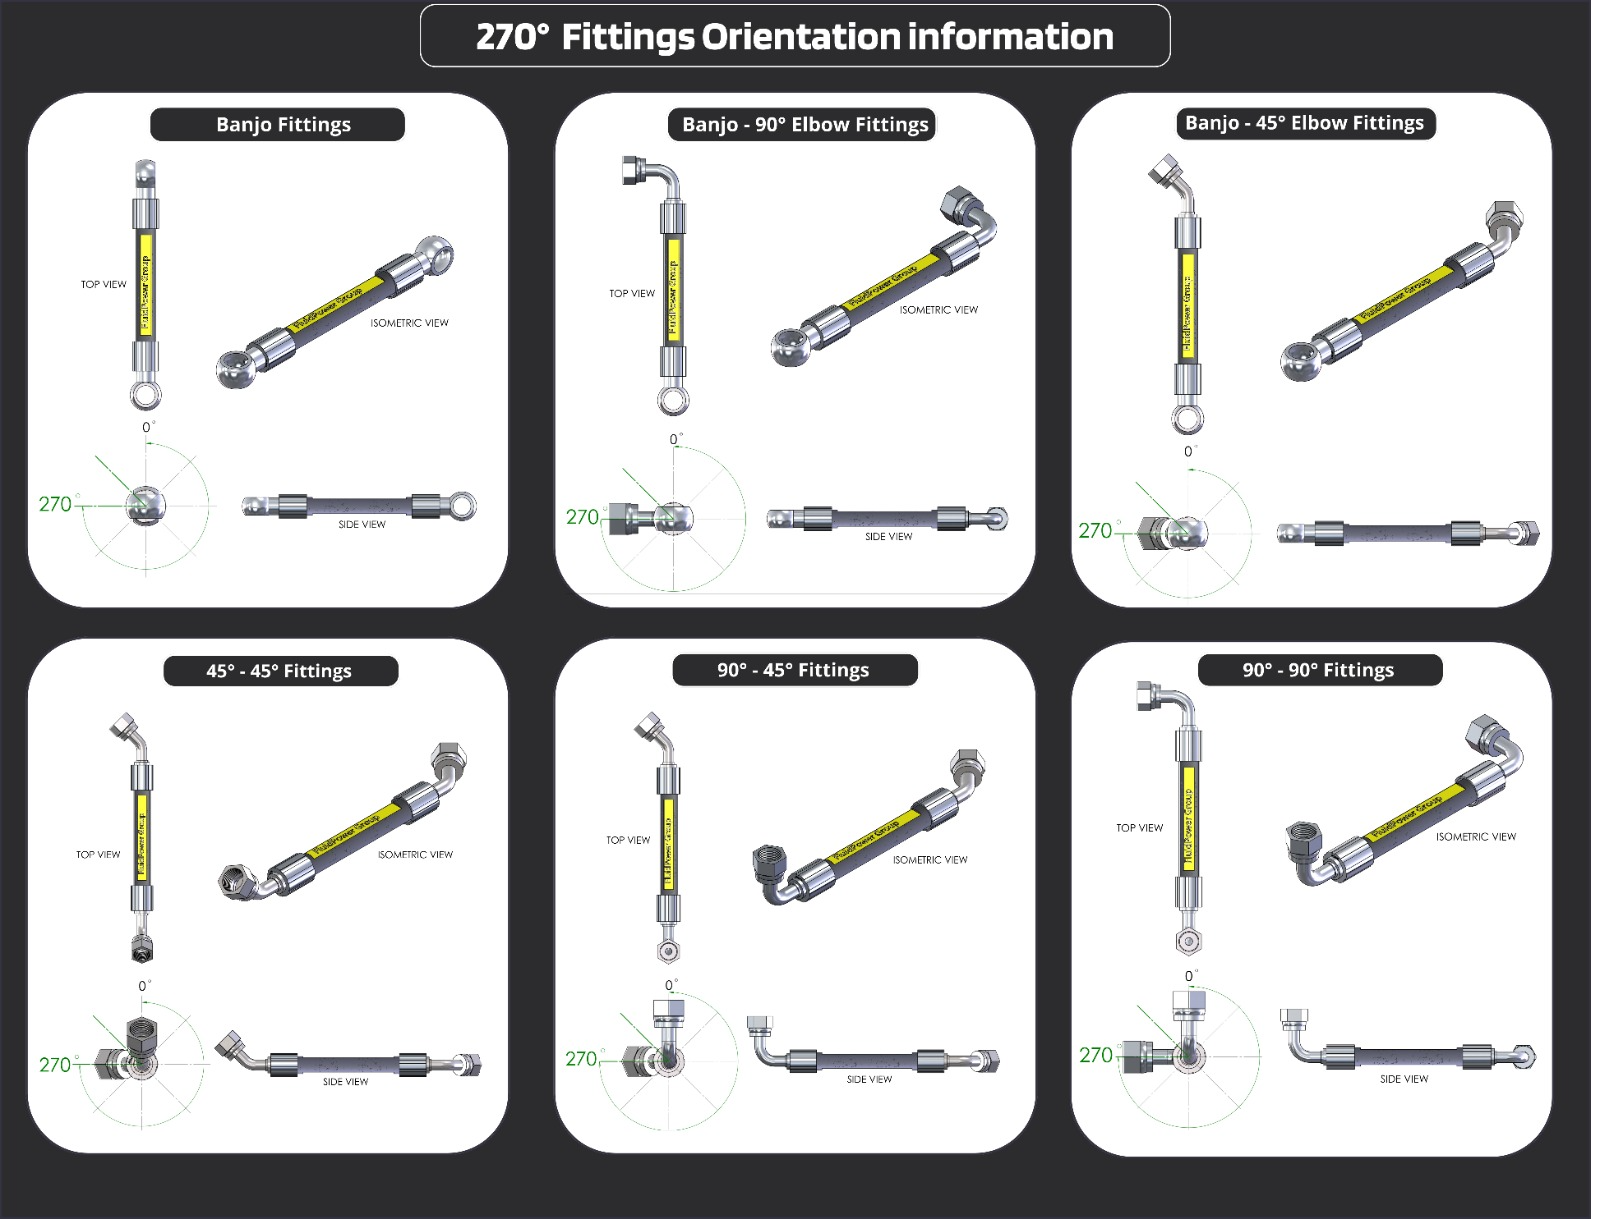 270° Fittings Orientation information
Banjo Fittings
TOP VIEW
FluidPower Group
FluidPower Group
ISOMETRIC VIEW
0°
270°
SIDE VIEW
Banjo - 90° Elbow Fittings
TOP VIEW
FluidPower Group
FluidPower Group
ISOMETRIC VIEW
0°
270°
SIDE VIEW
Banjo - 45° Elbow Fittings
FluidPower Group
FluidPower Group
0°
270°
45° - 45° Fittings
TOP VIEW
FluidPower Group
FluidPower Group
ISOMETRIC VIEW
0°
270°
SIDE VIEW
90° - 45° Fittings
TOP VIEW
FluidPower Group
FluidPower Group
ISOMETRIC VIEW
0°
270°
SIDE VIEW
90° - 90° Fittings
TOP VIEW
FluidPower Group
FluidPower Group
ISOMETRIC VIEW
0°
270°
SIDE VIEW